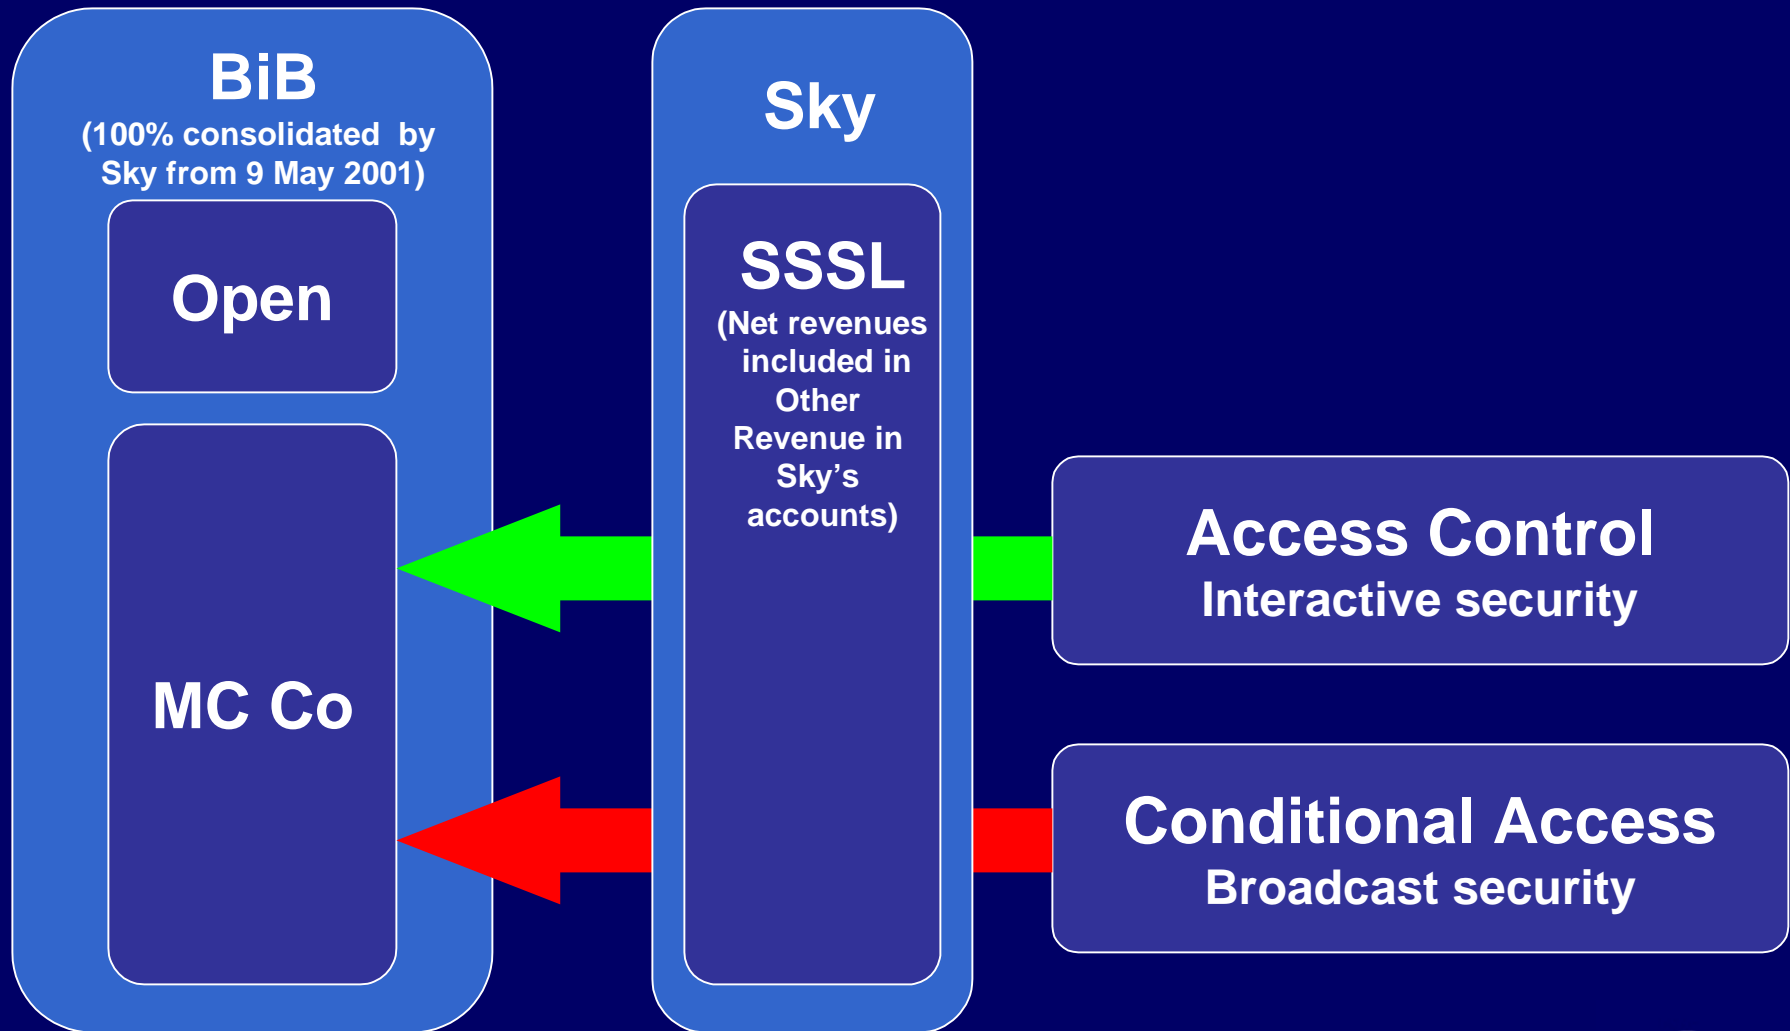 BiB
(100% consolidated by
Sky from 9 May 2001)
Open
MC Co
Sky
SSSL
(Net revenues
included in
Other
Revenue in
Sky’s
accounts)
Access Control
Interactive security
Conditional Access
Broadcast security